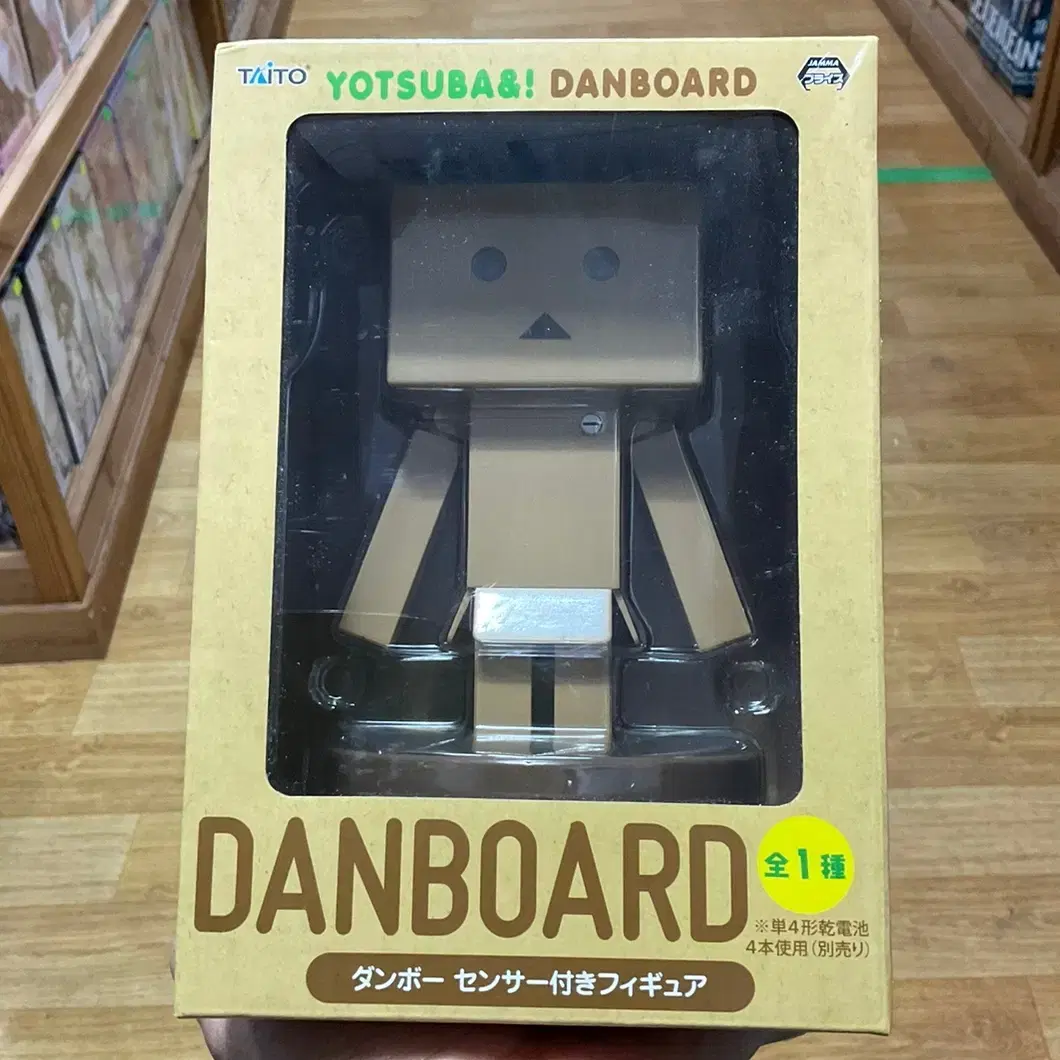 TAITO
YOTSUBA&! DANBOARD
JAMMA
プライズ
DANBOARD
全1種
※単4形乾電池
4本使用(別売り)
ダンボー センサー付きフィギュア